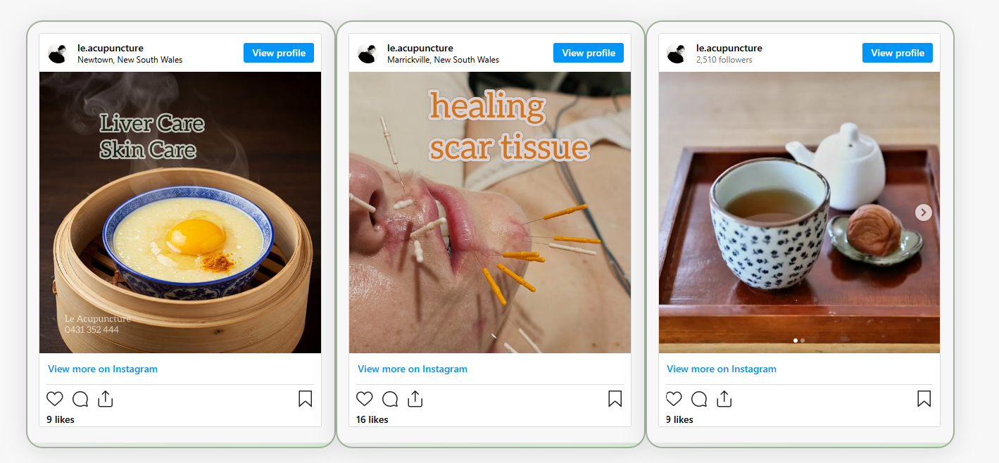 le.acupuncture
Newtown, New South Wales
View profile
Liver Care
Skin Care
Le Acupuncture
0431 352 444
View more on Instagram
9 likes
le.acupuncture
Marrickville, New South Wales
View profile
healing
scar tissue
View more on Instagram
16 likes
le.acupuncture
2,510 followers
View profile
View more on Instagram
9 likes